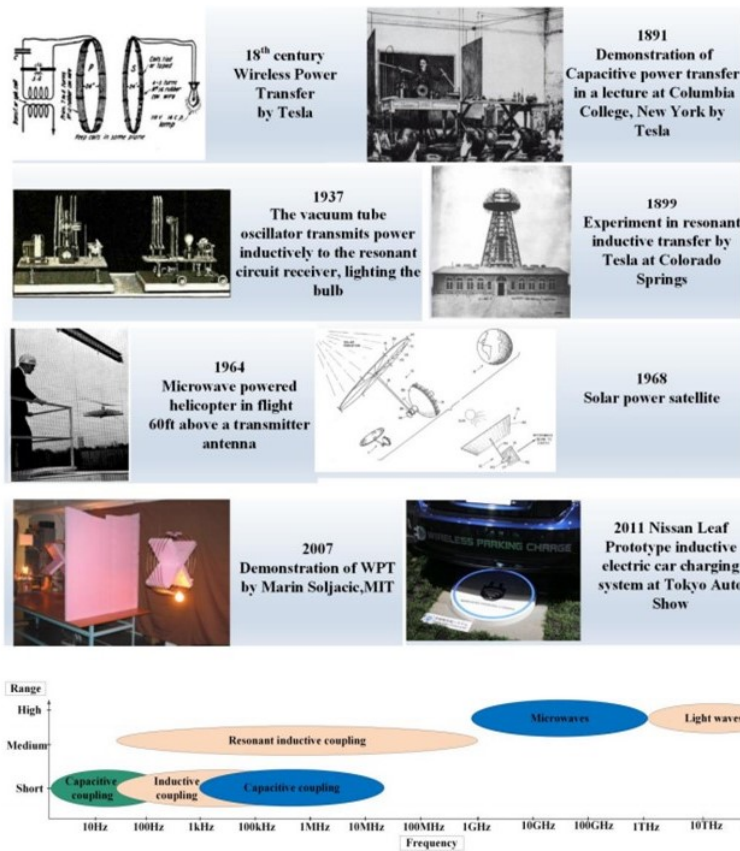 18th century
Wireless Power
Transfer
by Tesla
1891
Demonstration of
Capacitive power transfer
in a lecture at Columbia
College, New York by
Tesla
Keep coils in same plane
1937
The vacuum tube
oscillator transmits power
inductively to the resonant
circuit receiver, lighting the
bulb
1899
Experiment in resonant
inductive transfer by
Tesla at Colorado
Springs
1964
Microwave powered
helicopter in flight
60ft above a transmitter
antenna
1968
Solar power satellite
2007
Demonstration of WPT
by Marin Soljacic,MIT
WIRELESS PARKING CHARGE
2011 Nissan Leaf
Prototype inductive
electric car charging
system at Tokyo Auto
Show
Range
High
Microwaves
Light waves
Medium
Resonant inductive coupling
Short
Capacitive
coupling
Inductive
coupling
Capacitive coupling
10Hz 100Hz 1kHz 100kHz 1MHz 10MHz 100MHz 1GHz 10GHz 100GHz 1THz 10THz
Frequency